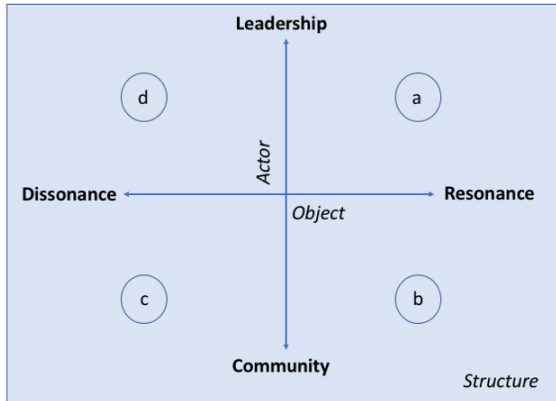 Leadership
d
a
Actor
Dissonance
Resonance
Object
c
b
Community
Structure